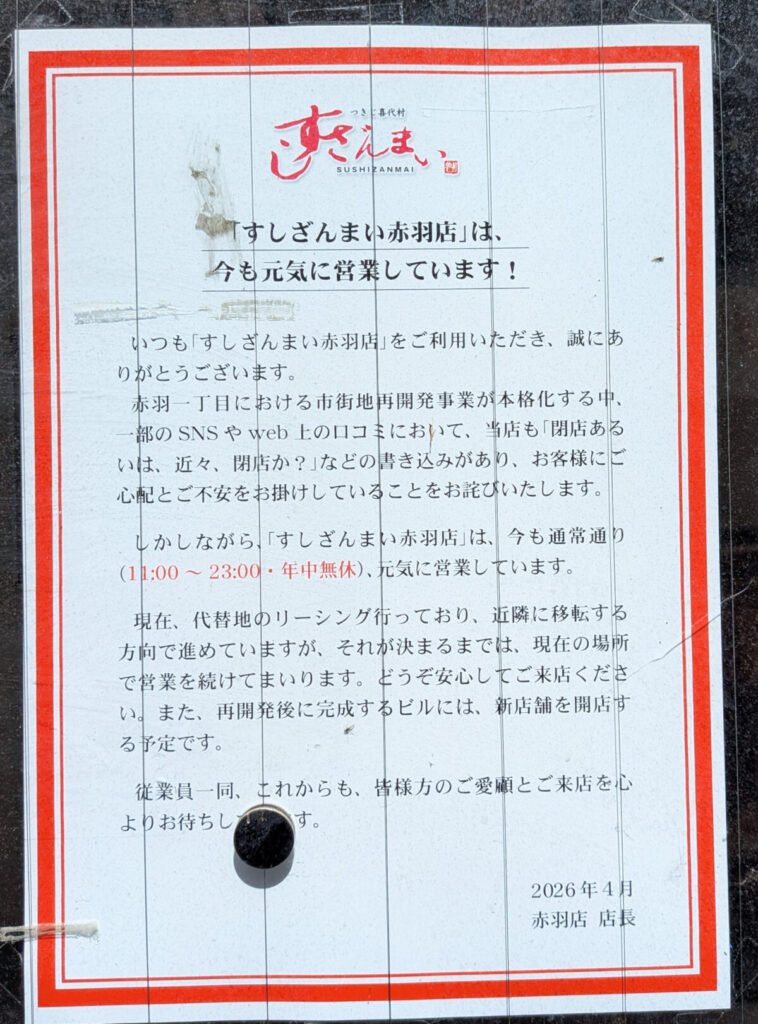 つきじ喜代村
すしざんまい
SUSHIZANMAI
「すしざんまい赤羽店」は、
今も元気に営業しています！
いつも「すしざんまい赤羽店」をご利用いただき、誠にあ
りがとうございます。
赤羽一丁目における市街地再開発事業が本格化する中、
一部のSNSやweb上の口コミにおいて、当店も「閉店ある
いは、近々、閉店か？」などの書き込みがあり、お客様にご
心配とご不安をお掛けしていることをお詫びいたします。
しかしながら、「すしざんまい赤羽店」は、今も通常通り
(11:00～23:00・年中無休)、元気に営業しています。
現在、代替地のリーシング行っており、近隣に移転する
方向で進めていますが、それが決まるまでは、現在の場所
で営業を続けてまいります。どうぞ安心してご来店くださ
い。また、再開発後に完成するビルには、新店舗を開店す
る予定です。
従業員一同、これからも、皆様方のご愛顧とご来店を心
よりお待ちし す。
2026年4月
赤羽店 店長